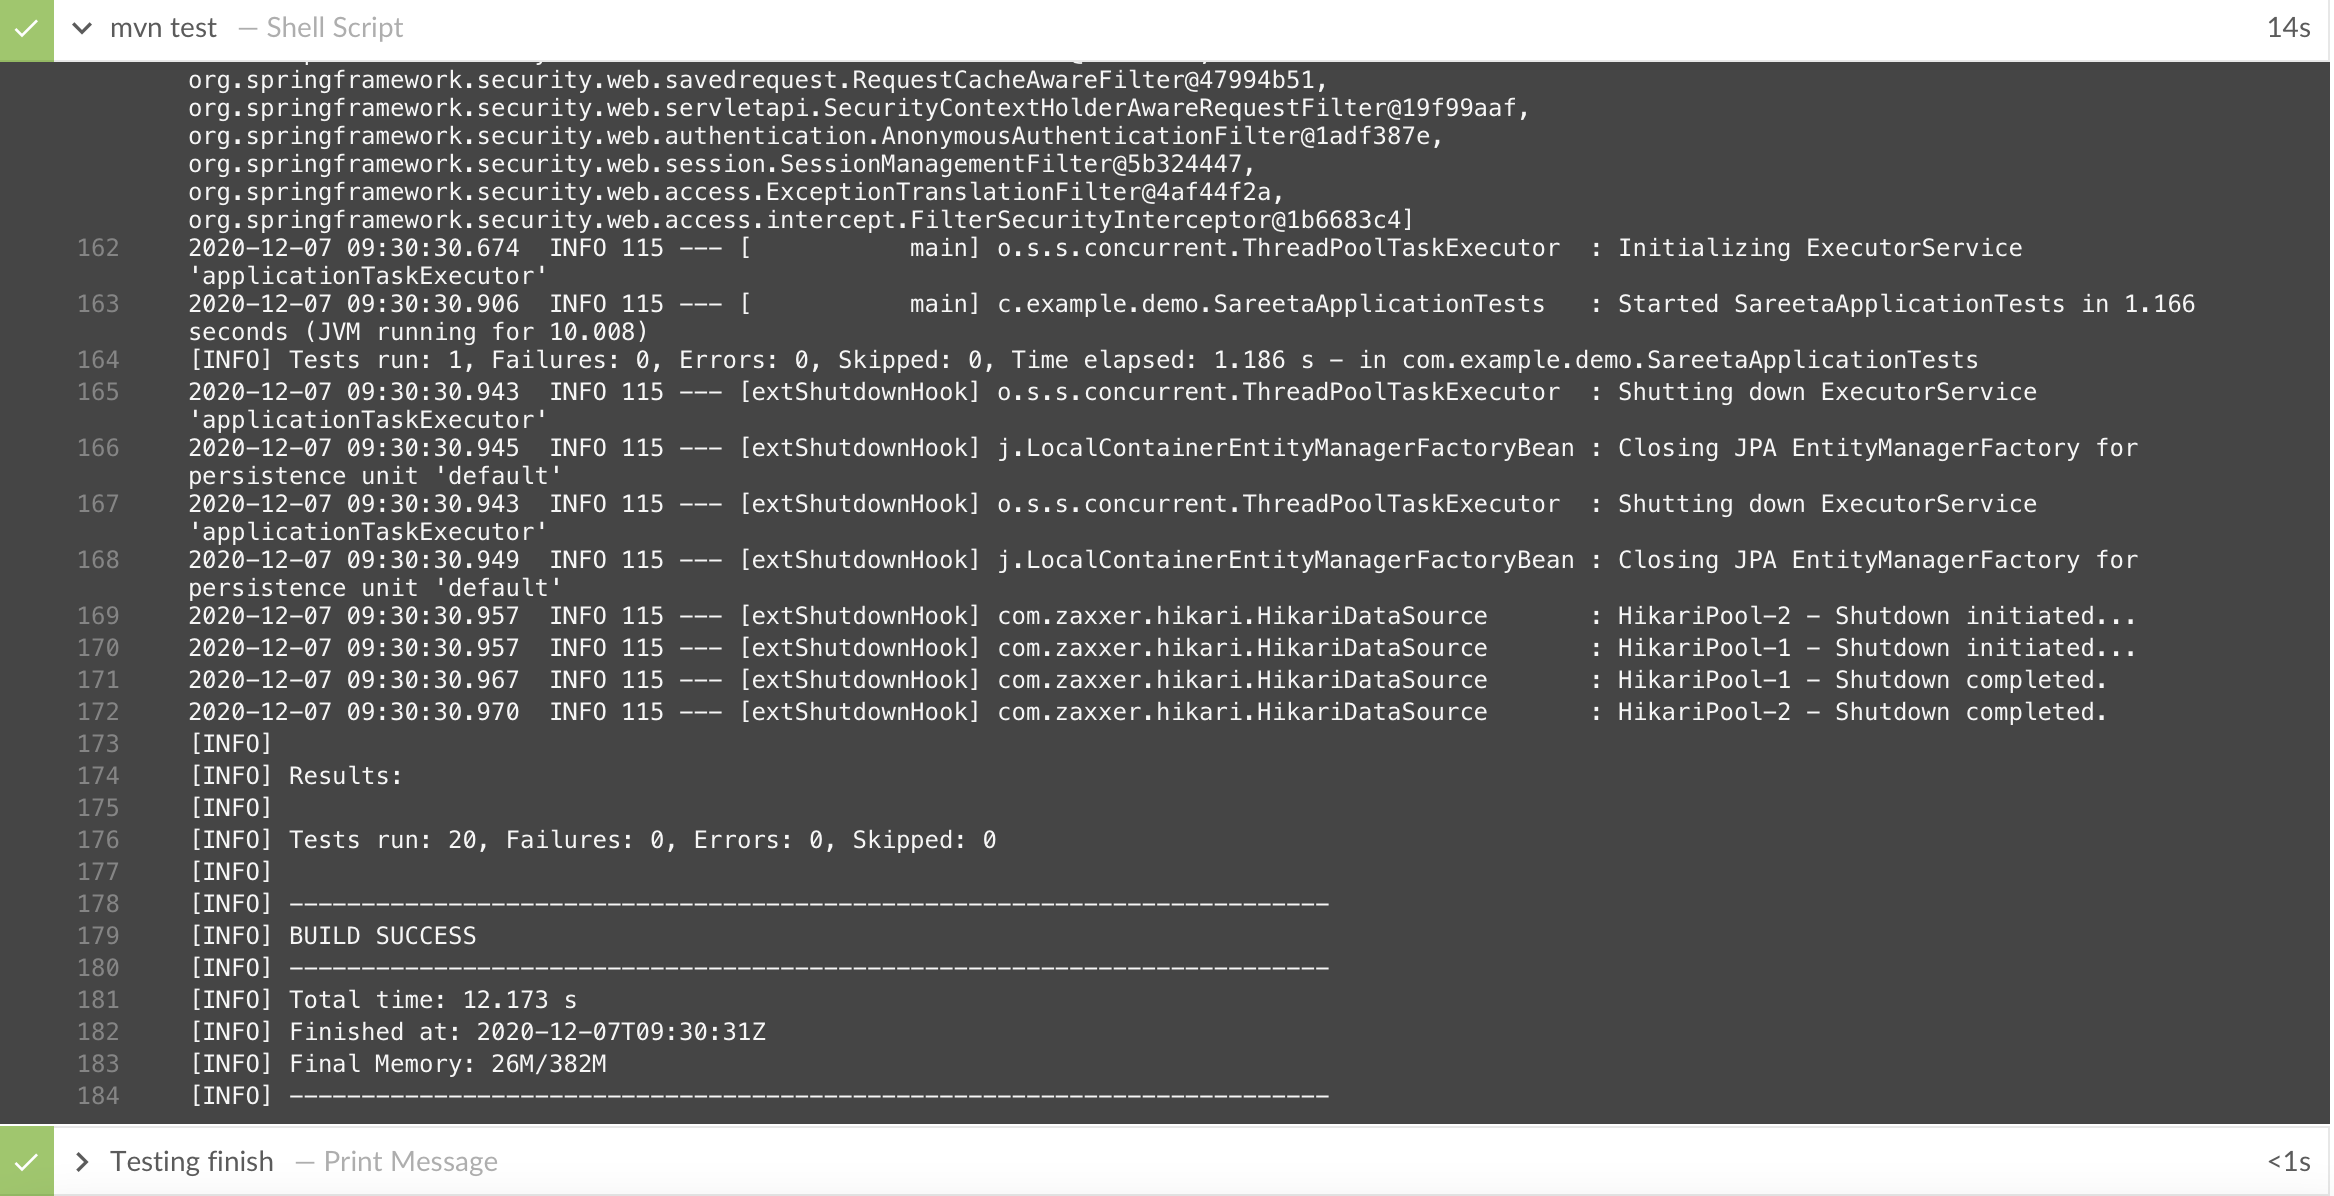 mvn test — Shell Script 14s
org.springframework.security.web.savedrequest.RequestCacheAwareFilter@47994b51,
org.springframework.security.web.servletapi.SecurityContextHolderAwareRequestFilter@19f99aaf,
org.springframework.security.web.authentication.AnonymousAuthenticationFilter@1adf387e,
org.springframework.security.web.session.SessionManagementFilter@5b324447,
org.springframework.security.web.access.ExceptionTranslationFilter@4af44f2a,
org.springframework.security.web.access.intercept.FilterSecurityInterceptor@1b6683c4]
162 2020-12-07 09:30:30.674  INFO 115 --- [           main] o.s.s.concurrent.ThreadPoolTaskExecutor  : Initializing ExecutorService
'applicationTaskExecutor'
163 2020-12-07 09:30:30.906  INFO 115 --- [           main] c.example.demo.SareetaApplicationTests   : Started SareetaApplicationTests in 1.166
seconds (JVM running for 10.008)
164 [INFO] Tests run: 1, Failures: 0, Errors: 0, Skipped: 0, Time elapsed: 1.186 s - in com.example.demo.SareetaApplicationTests
165 2020-12-07 09:30:30.943  INFO 115 --- [extShutdownHook] o.s.s.concurrent.ThreadPoolTaskExecutor  : Shutting down ExecutorService
'applicationTaskExecutor'
166 2020-12-07 09:30:30.945  INFO 115 --- [extShutdownHook] j.LocalContainerEntityManagerFactoryBean : Closing JPA EntityManagerFactory for
persistence unit 'default'
167 2020-12-07 09:30:30.943  INFO 115 --- [extShutdownHook] o.s.s.concurrent.ThreadPoolTaskExecutor  : Shutting down ExecutorService
'applicationTaskExecutor'
168 2020-12-07 09:30:30.949  INFO 115 --- [extShutdownHook] j.LocalContainerEntityManagerFactoryBean : Closing JPA EntityManagerFactory for
persistence unit 'default'
169 2020-12-07 09:30:30.957  INFO 115 --- [extShutdownHook] com.zaxxer.hikari.HikariDataSource       : HikariPool-2 - Shutdown initiated...
170 2020-12-07 09:30:30.957  INFO 115 --- [extShutdownHook] com.zaxxer.hikari.HikariDataSource       : HikariPool-1 - Shutdown initiated...
171 2020-12-07 09:30:30.967  INFO 115 --- [extShutdownHook] com.zaxxer.hikari.HikariDataSource       : HikariPool-1 - Shutdown completed.
172 2020-12-07 09:30:30.970  INFO 115 --- [extShutdownHook] com.zaxxer.hikari.HikariDataSource       : HikariPool-2 - Shutdown completed.
173 [INFO]
174 [INFO] Results:
175 [INFO]
176 [INFO] Tests run: 20, Failures: 0, Errors: 0, Skipped: 0
177 [INFO]
178 [INFO] ------------------------------------------------------------------------
179 [INFO] BUILD SUCCESS
180 [INFO] ------------------------------------------------------------------------
181 [INFO] Total time: 12.173 s
182 [INFO] Finished at: 2020-12-07T09:30:31Z
183 [INFO] Final Memory: 26M/382M
184 [INFO] ------------------------------------------------------------------------
Testing finish — Print Message <1s